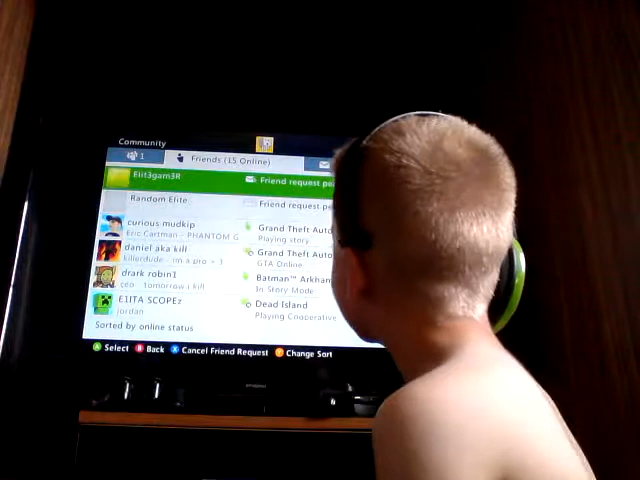 Community
1
Friends (15 Online)
Elit3gam3R
Friend request pe
Random Elite
Friend request pe
curious mudkip
Eric Cartman - PHANTOM G
Grand Theft Auto
Playing story
daniel aka kill
killerdude - im a pro = 3
Grand Theft Auto
GTA Online
drark robin1
ceo tomorrow i kill
Batman™ Arkham
In Story Mode
E1ITA SCOPEz
jordan
Dead Island
Playing Cooperative
Sorted by online status
A Select B Back X Cancel Friend Request Y Change Sort